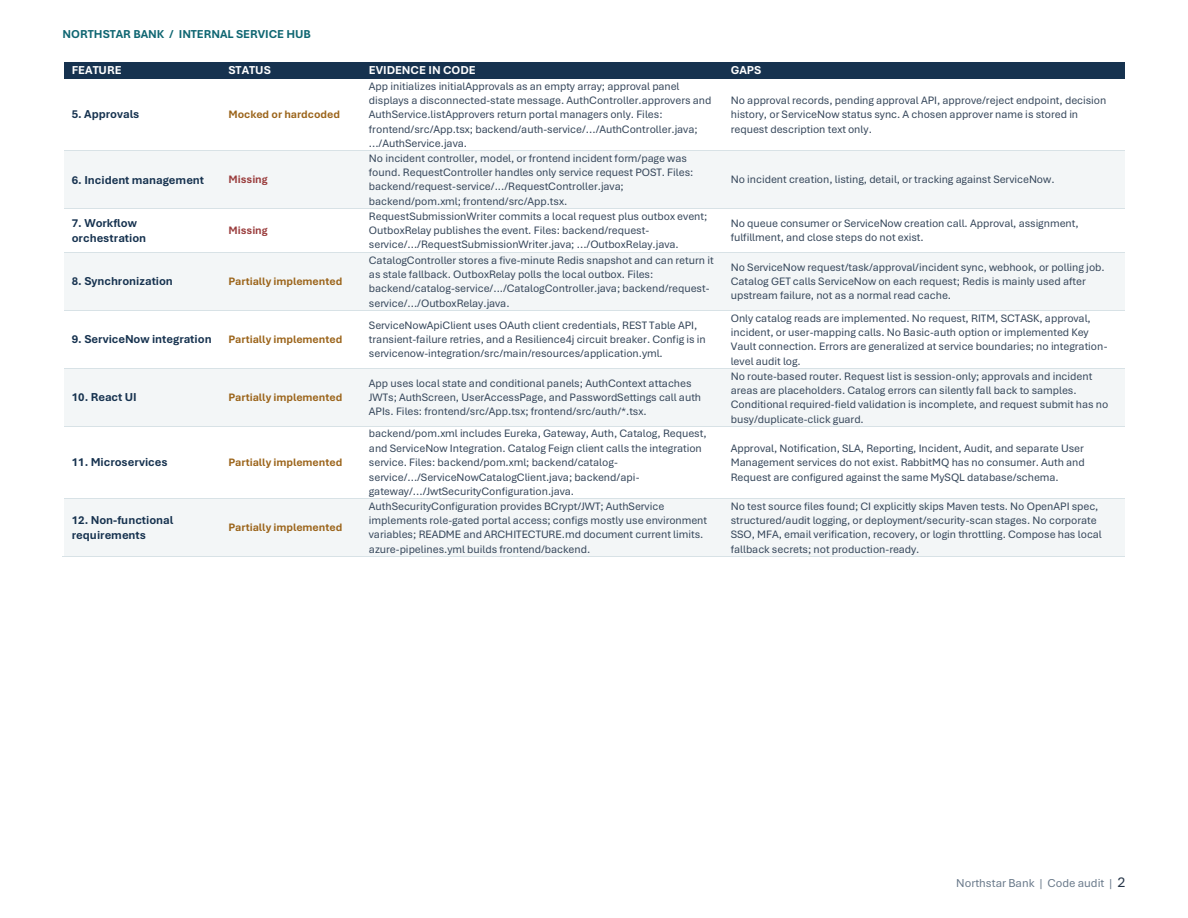 NORTHSTAR BANK / INTERNAL SERVICE HUB
FEATURE STATUS EVIDENCE IN CODE GAPS
5. Approvals
Mocked or hardcoded
App initializes initialApprovals as an empty array; approval panel
displays a disconnected-state message. AuthController.approvers and
AuthService.listApprovers return portal managers only. Files:
frontend/src/App.tsx; backend/auth-service/.../AuthController.java;
.../AuthService.java.
No approval records, pending approval API, approve/reject endpoint, decision
history, or ServiceNow status sync. A chosen approver name is stored in
request description text only.
6. Incident management
Missing
No incident controller, model, or frontend incident form/page was
found. RequestController handles only service request POST. Files:
backend/request-service/.../RequestController.java;
backend/pom.xml; frontend/src/App.tsx.
No incident creation, listing, detail, or tracking against ServiceNow.
7. Workflow
orchestration
Missing
RequestSubmissionWriter commits a local request plus outbox event;
OutboxRelay publishes the event. Files: backend/request-
service/.../RequestSubmissionWriter.java; .../OutboxRelay.java.
No queue consumer or ServiceNow creation call. Approval, assignment,
fulfillment, and close steps do not exist.
8. Synchronization
Partially implemented
CatalogController stores a five-minute Redis snapshot and can return it
as stale fallback. OutboxRelay polls the local outbox. Files:
backend/catalog-service/.../CatalogController.java; backend/request-
service/.../OutboxRelay.java.
No ServiceNow request/task/approval/incident sync, webhook, or polling job.
Catalog GET calls ServiceNow on each request; Redis is mainly used after
upstream failure, not as a normal read cache.
9. ServiceNow integration
Partially implemented
ServiceNowApiClient uses OAuth client credentials, REST Table API,
transient-failure retries, and a Resilience4j circuit breaker. Config is in
servicenow-integration/src/main/resources/application.yml.
Only catalog reads are implemented. No request, RITM, SCTASK, approval,
incident, or user-mapping calls. No Basic-auth option or implemented Key
Vault connection. Errors are generalized at service boundaries; no integration-
level audit log.
10. React UI
Partially implemented
App uses local state and conditional panels; AuthContext attaches
JWTs; AuthScreen, UserAccessPage, and PasswordSettings call auth
APIs. Files: frontend/src/App.tsx; frontend/src/auth/*.tsx.
No route-based router. Request list is session-only; approvals and incident
areas are placeholders. Catalog errors can silently fall back to samples.
Conditional required-field validation is incomplete, and request submit has no
busy/duplicate-click guard.
11. Microservices
Partially implemented
backend/pom.xml includes Eureka, Gateway, Auth, Catalog, Request,
and ServiceNow Integration. Catalog Feign client calls the integration
service. Files: backend/pom.xml; backend/catalog-
service/.../ServiceNowCatalogClient.java; backend/api-
gateway/.../JwtSecurityConfiguration.java.
Approval, Notification, SLA, Reporting, Incident, Audit, and separate User
Management services do not exist. RabbitMQ has no consumer. Auth and
Request are configured against the same MySQL database/schema.
12. Non-functional
requirements
Partially implemented
AuthSecurityConfiguration provides BCrypt/JWT; AuthService
implements role-gated portal access; configs mostly use environment
variables; README and ARCHITECTURE.md document current limits.
azure-pipelines.yml builds frontend/backend.
No test source files found; CI explicitly skips Maven tests. No OpenAPI spec,
structured/audit logging, or deployment/security-scan stages. No corporate
SSO, MFA, email verification, recovery, or login throttling. Compose has local
fallback secrets; not production-ready.
Northstar Bank | Code audit | 2